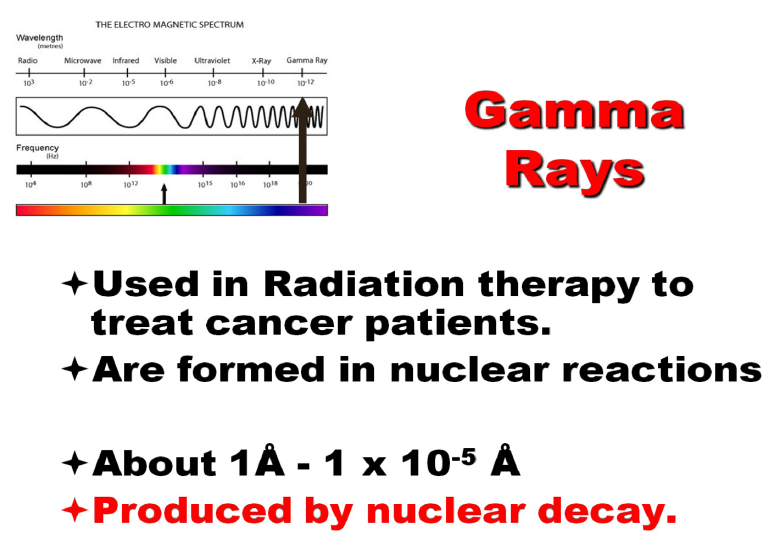 THE ELECTRO MAGNETIC SPECTRUM
Wavelength
(metres)
Radio Microwave Infrared Visible Ultraviolet X-Ray Gamma Ray
10³ 10⁻² 10⁻⁵ 10⁻⁶ 10⁻⁸ 10⁻¹⁰ 10⁻¹²
Frequency
(Hz)
10⁴ 10⁸ 10¹² 10¹⁵ 10¹⁶ 10¹⁸
Gamma
Rays
Used in Radiation therapy to
treat cancer patients.
Are formed in nuclear reactions
About 1Å - 1 x 10⁻⁵ Å
Produced by nuclear decay.